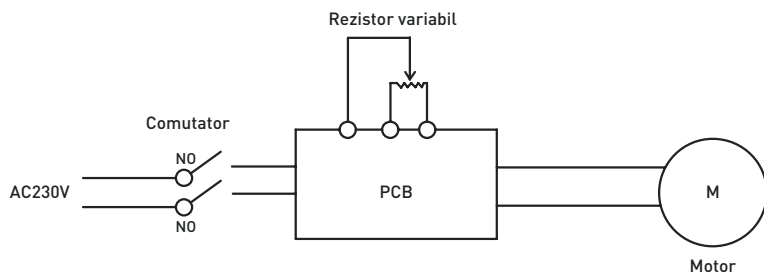 Rezistor variabil
Comutator
NO
AC230V
NO
PCB
M
Motor